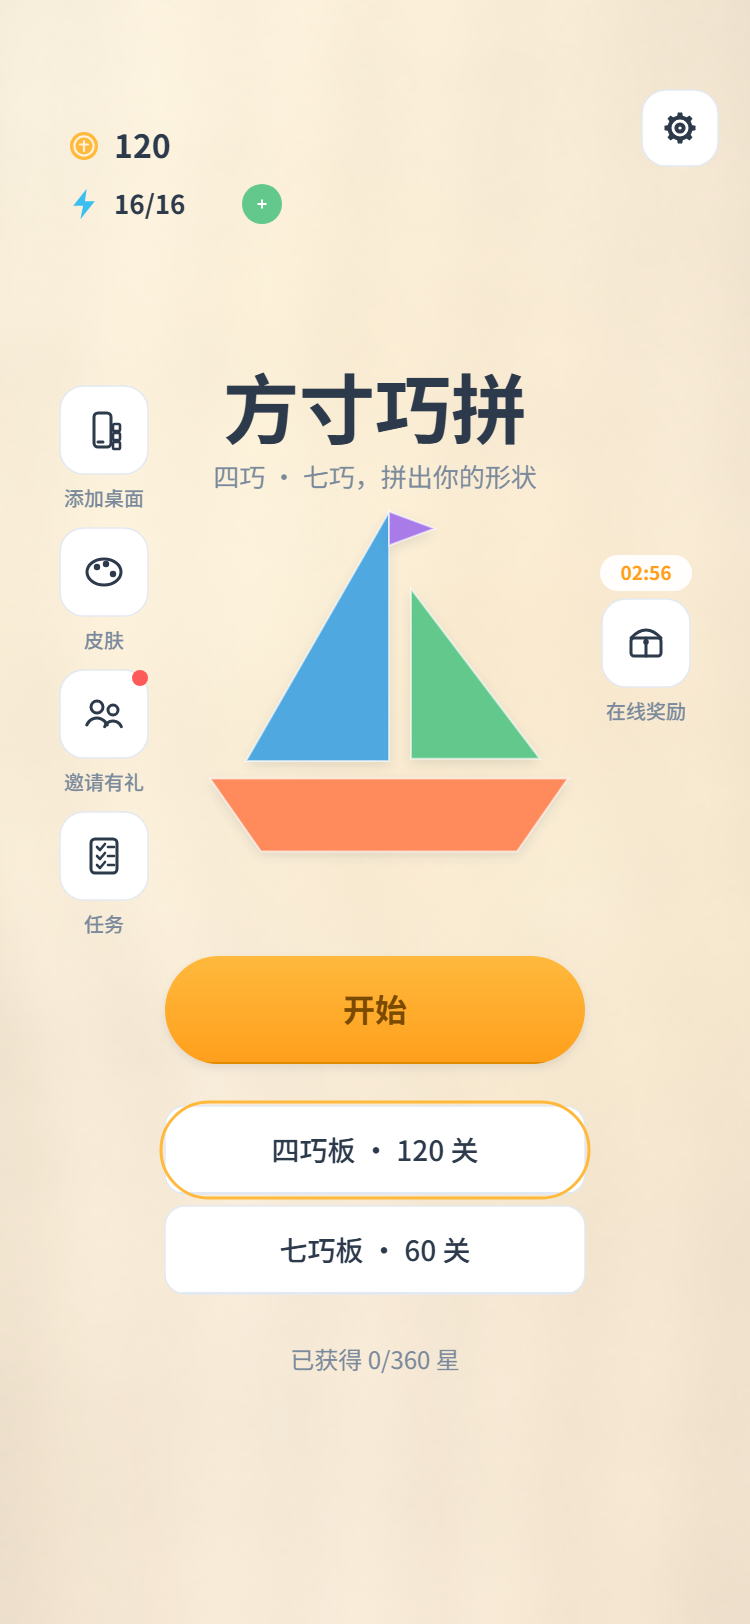 120
16/16
+
方寸巧拼
四巧 · 七巧，拼出你的形状
添加桌面
皮肤
02:56
在线奖励
邀请有礼
任务
开始
四巧板 · 120 关
七巧板 · 60 关
已获得 0/360 星